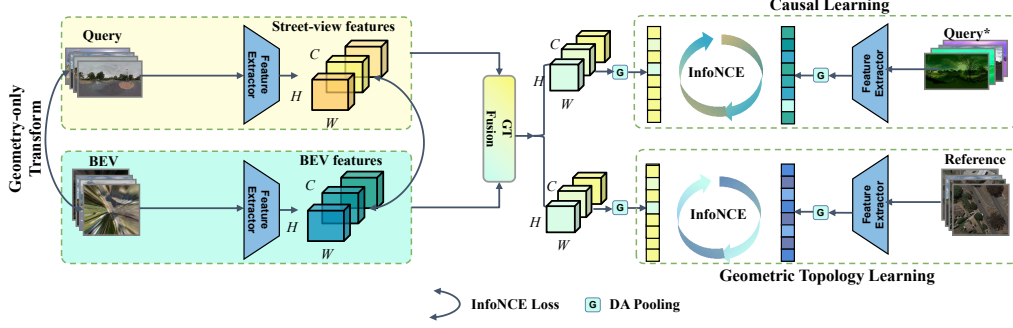 Causal Learning
Query
Street-view features
Feature
Extractor
C
H
W
Geometry-only
Transform
BEV
BEV features
Feature
Extractor
C
H
W
GT
Fusion
C
H
W
G
InfoNCE
G
Feature
Extractor
Query*
C
H
W
G
InfoNCE
G
Feature
Extractor
Reference
Geometric Topology Learning
InfoNCE Loss
G
DA Pooling